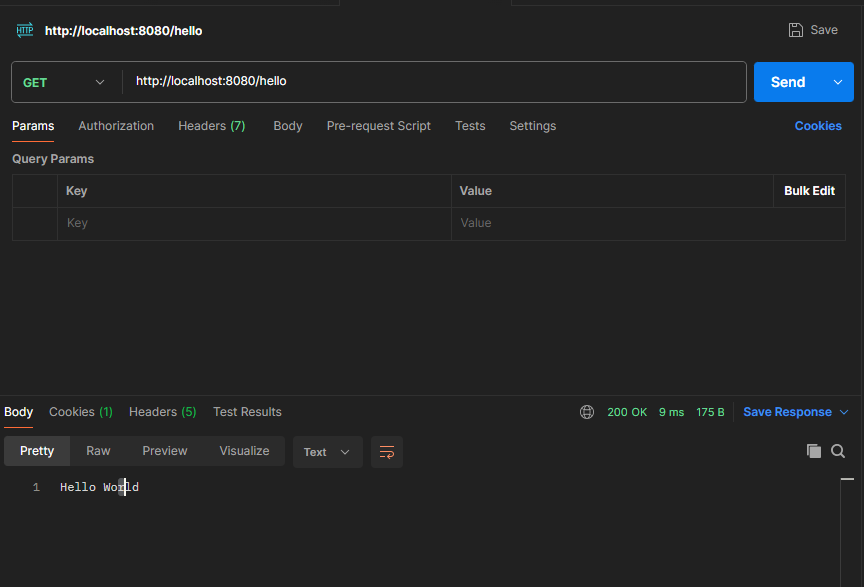 HTTP http://localhost:8080/hello Save
GET http://localhost:8080/hello Send
Params Authorization Headers (7) Body Pre-request Script Tests Settings Cookies
Query Params
Key Value Bulk Edit
Key Value
Body Cookies (1) Headers (5) Test Results 200 OK 9 ms 175 B Save Response
Pretty Raw Preview Visualize Text
1 Hello World